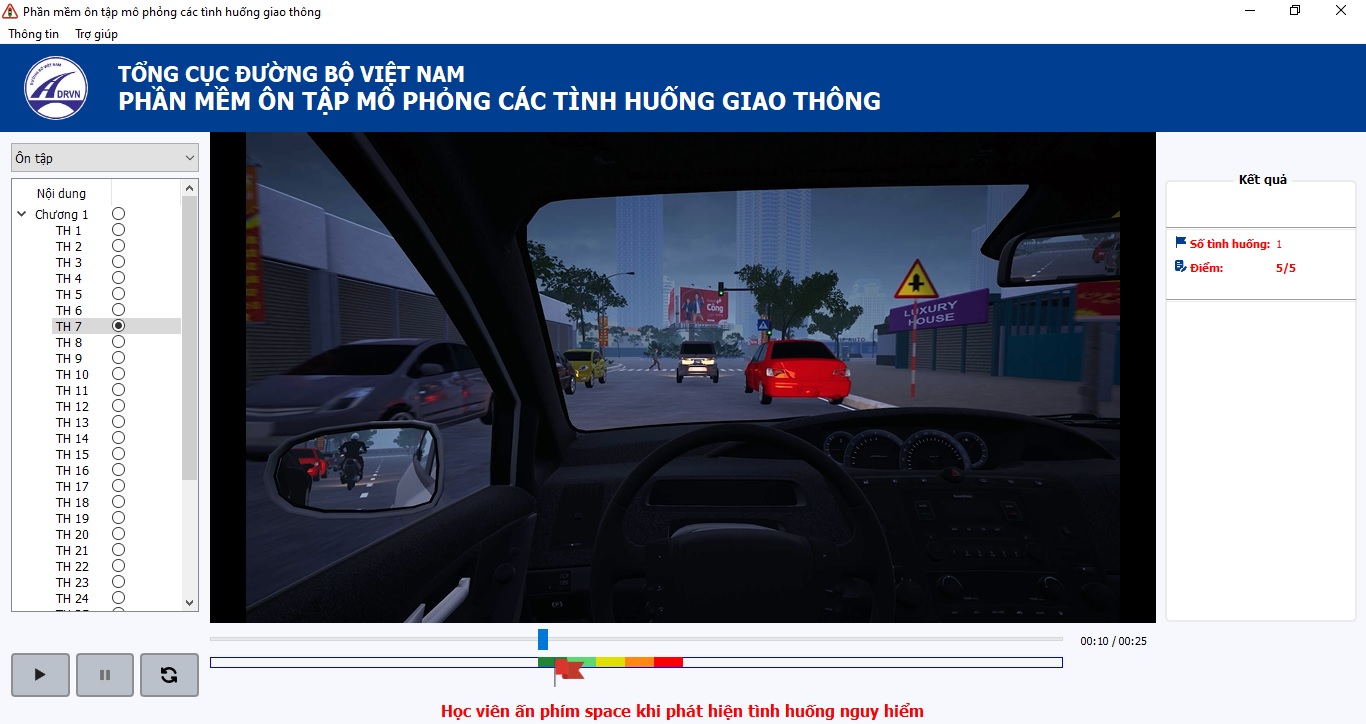 Phần mềm ôn tập mô phỏng các tình huống giao thông
Thông tin Trợ giúp
ĐƯỜNG BỘ VIỆT NAM
DRVN
TỔNG CỤC ĐƯỜNG BỘ VIỆT NAM
PHẦN MỀM ÔN TẬP MÔ PHỎNG CÁC TÌNH HUỐNG GIAO THÔNG
Ôn tập
Nội dung
Chương 1
TH 1
TH 2
TH 3
TH 4
TH 5
TH 6
TH 7
TH 8
TH 9
TH 10
TH 11
TH 12
TH 13
TH 14
TH 15
TH 16
TH 17
TH 18
TH 19
TH 20
TH 21
TH 22
TH 23
TH 24
Công
LUXURY
HOUSE
Kết quả
Số tình huống: 1
Điểm: 5/5
00:10 / 00:25
Học viên ấn phím space khi phát hiện tình huống nguy hiểm